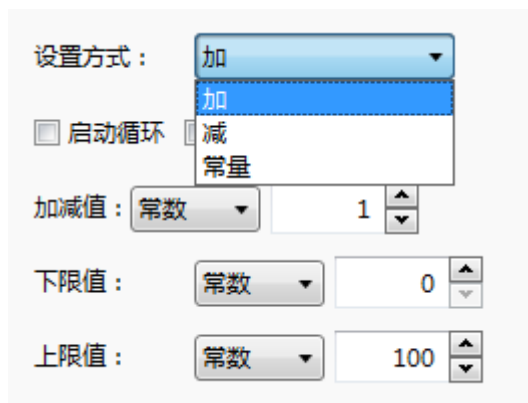 设置方式： 加
加
启动循环 减
常量
加减值： 常数 1
下限值： 常数 0
上限值： 常数 100